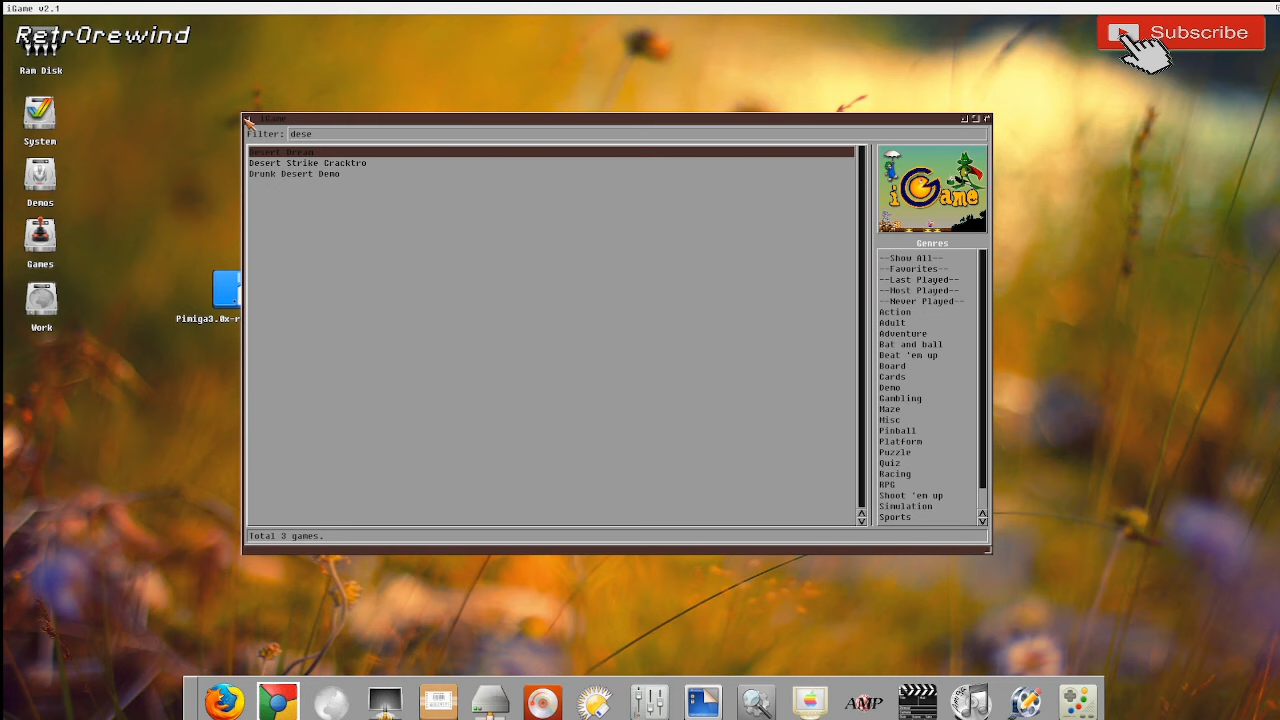 iGame v2.1
Retr0rewind
Subscribe
Ram Disk
System
Demos
Games
Work
Pimiga3.0x-r
iGame
Filter: dese
Desert Dream
Desert Strike Cracktro
Drunk Desert Demo
iGame
Genres
--Show All--
--Favorites--
--Last Played--
--Most Played--
--Never Played--
Action
Adult
Adventure
Bat and ball
Beat 'em up
Board
Cards
Demo
Gambling
Maze
Misc
Pinball
Platform
Puzzle
Quiz
Racing
RPG
Shoot 'em up
Simulation
Sports
Total 3 games.
AMP